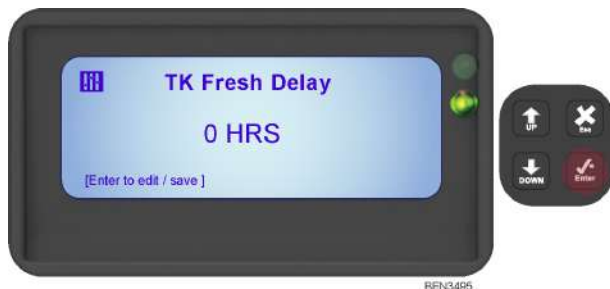 TK Fresh Delay
0 HRS
[Enter to edit / save ]
UP
Esc
DOWN
Enter
BEN3495